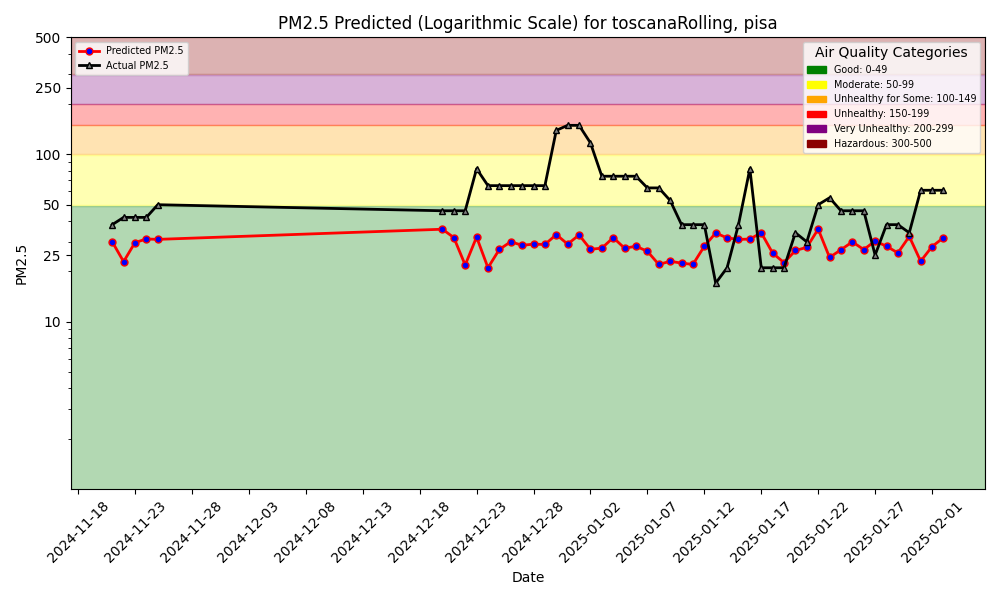 PM2.5 Predicted (Logarithmic Scale) for toscanaRolling, pisa
Predicted PM2.5
Actual PM2.5
Air Quality Categories
Good: 0-49
Moderate: 50-99
Unhealthy for Some: 100-149
Unhealthy: 150-199
Very Unhealthy: 200-299
Hazardous: 300-500
500
250
100
50
25
10
PM2.5
2024-11-18
2024-11-23
2024-11-28
2024-12-03
2024-12-08
2024-12-13
2024-12-18
2024-12-23
2024-12-28
2025-01-02
2025-01-07
2025-01-12
2025-01-17
2025-01-22
2025-01-27
2025-02-01
Date